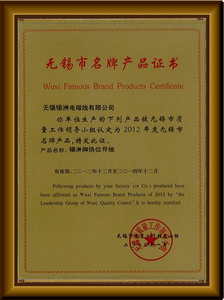 无锡市名牌产品证书
Wuxi Famous Brand Products Certificate
无锡锡洲电磁线有限公司
你单位生产的下列产品被无锡市质
量工作领导小组认定为2012年度无锡市
名牌产品,特发此证。
产品名称:锡洲牌换位导线
有效期:二〇一二年十二月至二〇一四年十二月
Following products by your factory (or Co.) produced have
been affirmed as Wuxi Famous Brand Products of 2012 by "the
Leadership Group of Wuxi Quality Council". It is hereby certified.